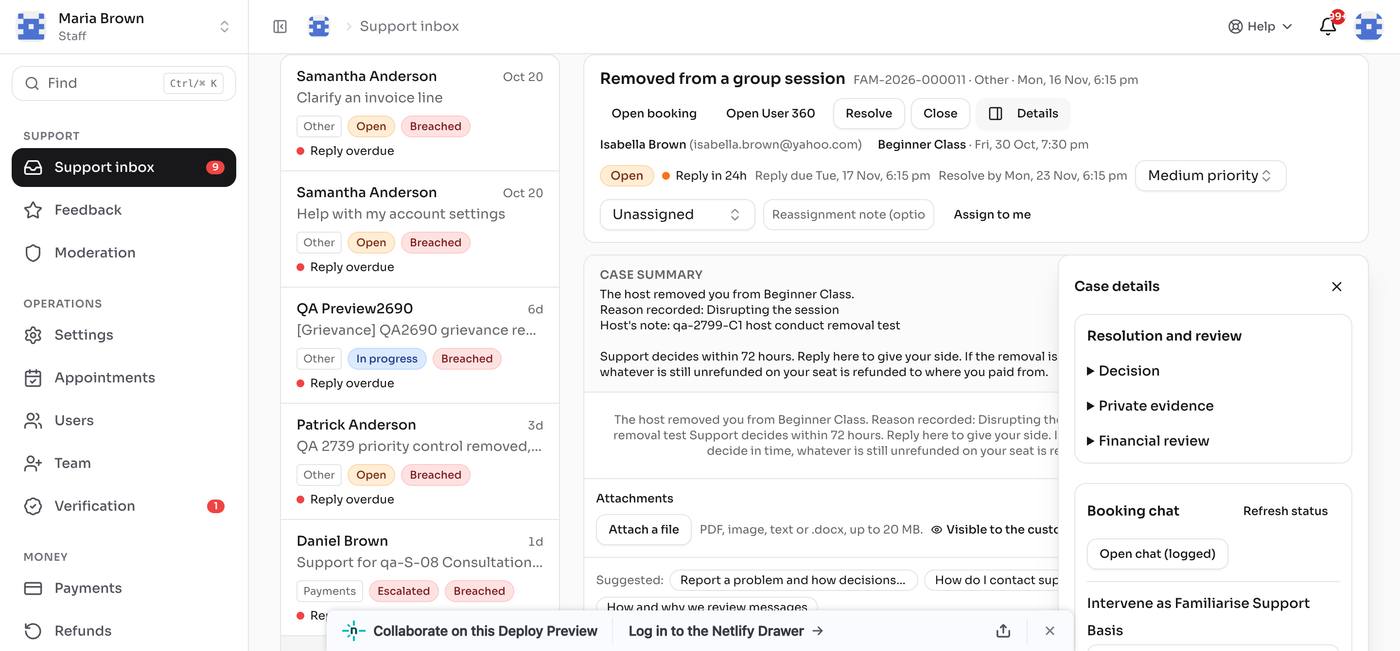 Maria Brown
Staff
Find
Ctrl/⌘ K
SUPPORT
Support inbox 9
Feedback
Moderation
OPERATIONS
Settings
Appointments
Users
Team
Verification 1
MONEY
Payments
Refunds
Support inbox
Help
99+
Samantha Anderson Oct 20
Clarify an invoice line
Other Open Breached
Reply overdue
Samantha Anderson Oct 20
Help with my account settings
Other Open Breached
Reply overdue
QA Preview2690 6d
[Grievance] QA2690 grievance re...
Other In progress Breached
Reply overdue
Patrick Anderson 3d
QA 2739 priority control removed,...
Other Open Breached
Reply overdue
Daniel Brown 1d
Support for qa-S-08 Consultation...
Payments Escalated Breached
Removed from a group session FAM-2026-000011 · Other · Mon, 16 Nov, 6:15 pm
Open booking Open User 360 Resolve Close Details
Isabella Brown (isabella.brown@yahoo.com) Beginner Class · Fri, 30 Oct, 7:30 pm
Open Reply in 24h Reply due Tue, 17 Nov, 6:15 pm Resolve by Mon, 23 Nov, 6:15 pm Medium priority
Unassigned Reassignment note (optio Assign to me
CASE SUMMARY
The host removed you from Beginner Class.
Reason recorded: Disrupting the session
Host's note: qa-2799-C1 host conduct removal test
Support decides within 72 hours. Reply here to give your side. If the removal is
whatever is still unrefunded on your seat is refunded to where you paid from.
The host removed you from Beginner Class. Reason recorded: Disrupting the
removal test Support decides within 72 hours. Reply here to give your side. I
decide in time, whatever is still unrefunded on your seat is re
Attachments
Attach a file PDF, image, text or .docx, up to 20 MB. Visible to the custo
Suggested: Report a problem and how decisions... How do I contact sup
How and why we review messages
Case details
Resolution and review
Decision
Private evidence
Financial review
Booking chat Refresh status
Open chat (logged)
Intervene as Familiarise Support
Basis
Collaborate on this Deploy Preview Log in to the Netlify Drawer →